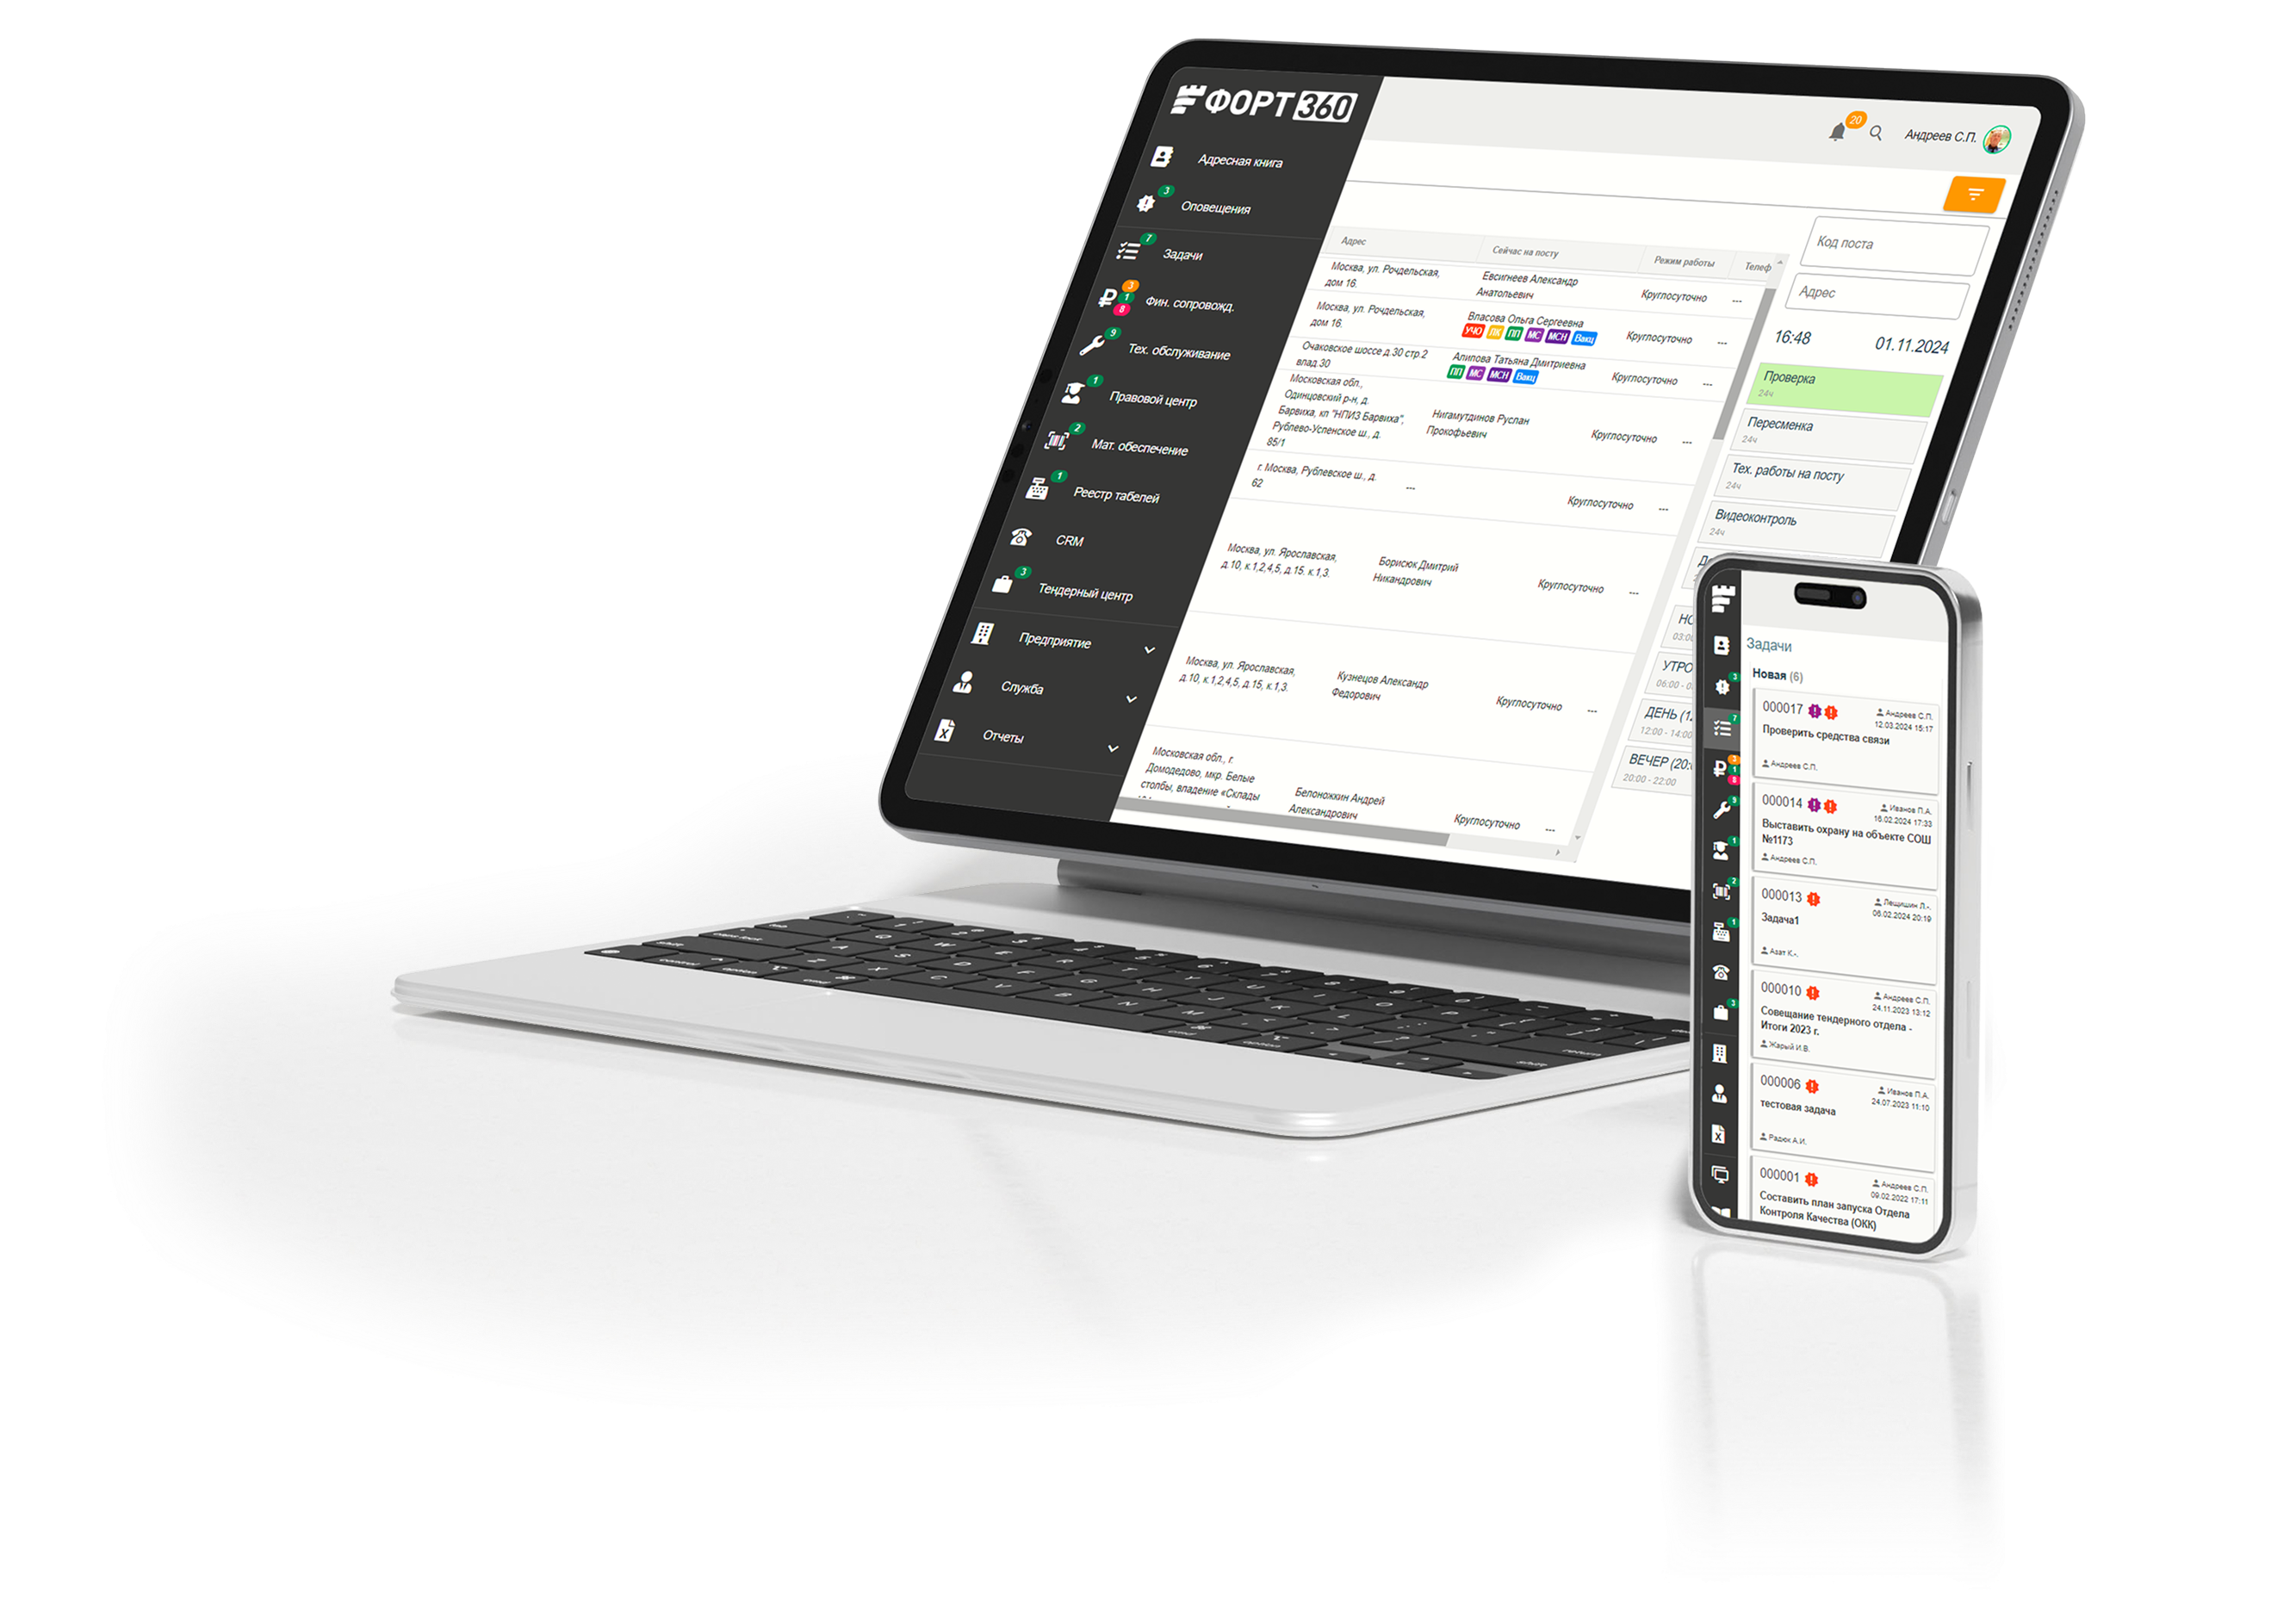 ФОРТ 360
Адресная книга
3
Оповещения
7
Задачи
3
1
8
Фин. сопровожд.
9
Тех. обслуживание
1
Правовой центр
2
Мат. обеспечение
1
Реестр табелей
CRM
3
Тендерный центр
Предприятие
Служба
Отчеты
20
Андреев С.П.
Адрес
Сейчас на посту
Режим работы
Телеф
Москва, ул. Рочдельская,
дом 16.
Евсигнеев Александр
Анатольевич
Круглосуточно
---
Москва, ул. Рочдельская,
дом 16.
Власова Ольга Сергеевна
УЧО ЛК ПП МС МСН Вакц
Круглосуточно
---
Очаковское шоссе д.30 стр.2
влад.30
Алипова Татьяна Дмитриевна
ПП МС МСН Вакц
Круглосуточно
---
Московская обл.,
Одинцовский р-н, д.
Барвиха, кп "НПИЗ Барвиха",
Рублево-Успенское ш., д.
85/1
Нигамутдинов Руслан
Прокофьевич
Круглосуточно
---
г. Москва, Рублевское ш., д.
62
---
Круглосуточно
---
Москва, ул. Ярославская,
д.10, к.1,2,4,5, д.15. к.1,3.
Борисюк Дмитрий
Никандрович
Круглосуточно
---
Москва, ул. Ярославская,
д.10, к.1,2,4,5, д.15, к.1,3.
Кузнецов Александр
Федорович
Круглосуточно
---
Московская обл., г.
Домодедово, мкр. Белые
столбы, владение «Склады
Белоножкин Андрей
Александрович
Круглосуточно
---
Код поста
Адрес
16:48
01.11.2024
Проверка
24ч
Пересменка
24ч
Тех. работы на посту
24ч
Видеоконтроль
24ч
НО
03:00
УТРО
06:00 - 0
ДЕНЬ (12
12:00 - 14:00
ВЕЧЕР (20:
20:00 - 22:00
Задачи
Новая (6)
000017
Андреев С.П.
12.03.2024 15:17
Проверить средства связи
Андреев С.П.
000014
Иванов П.А.
16.02.2024 17:33
Выставить охрану на объекте СОШ
№1173
Андреев С.П.
000013
Лещишин Л.-.
06.02.2024 20:19
Задача1
Азат К.-.
000010
Андреев С.П.
24.11.2023 13:12
Совещание тендерного отдела -
Итоги 2023 г.
Жарый И.В.
000006
Иванов П.А.
24.07.2023 11:10
тестовая задача
Радюк А.И.
000001
Андреев С.П.
09.02.2022 17:11
Составить план запуска Отдела
Контроля Качества (ОКК)